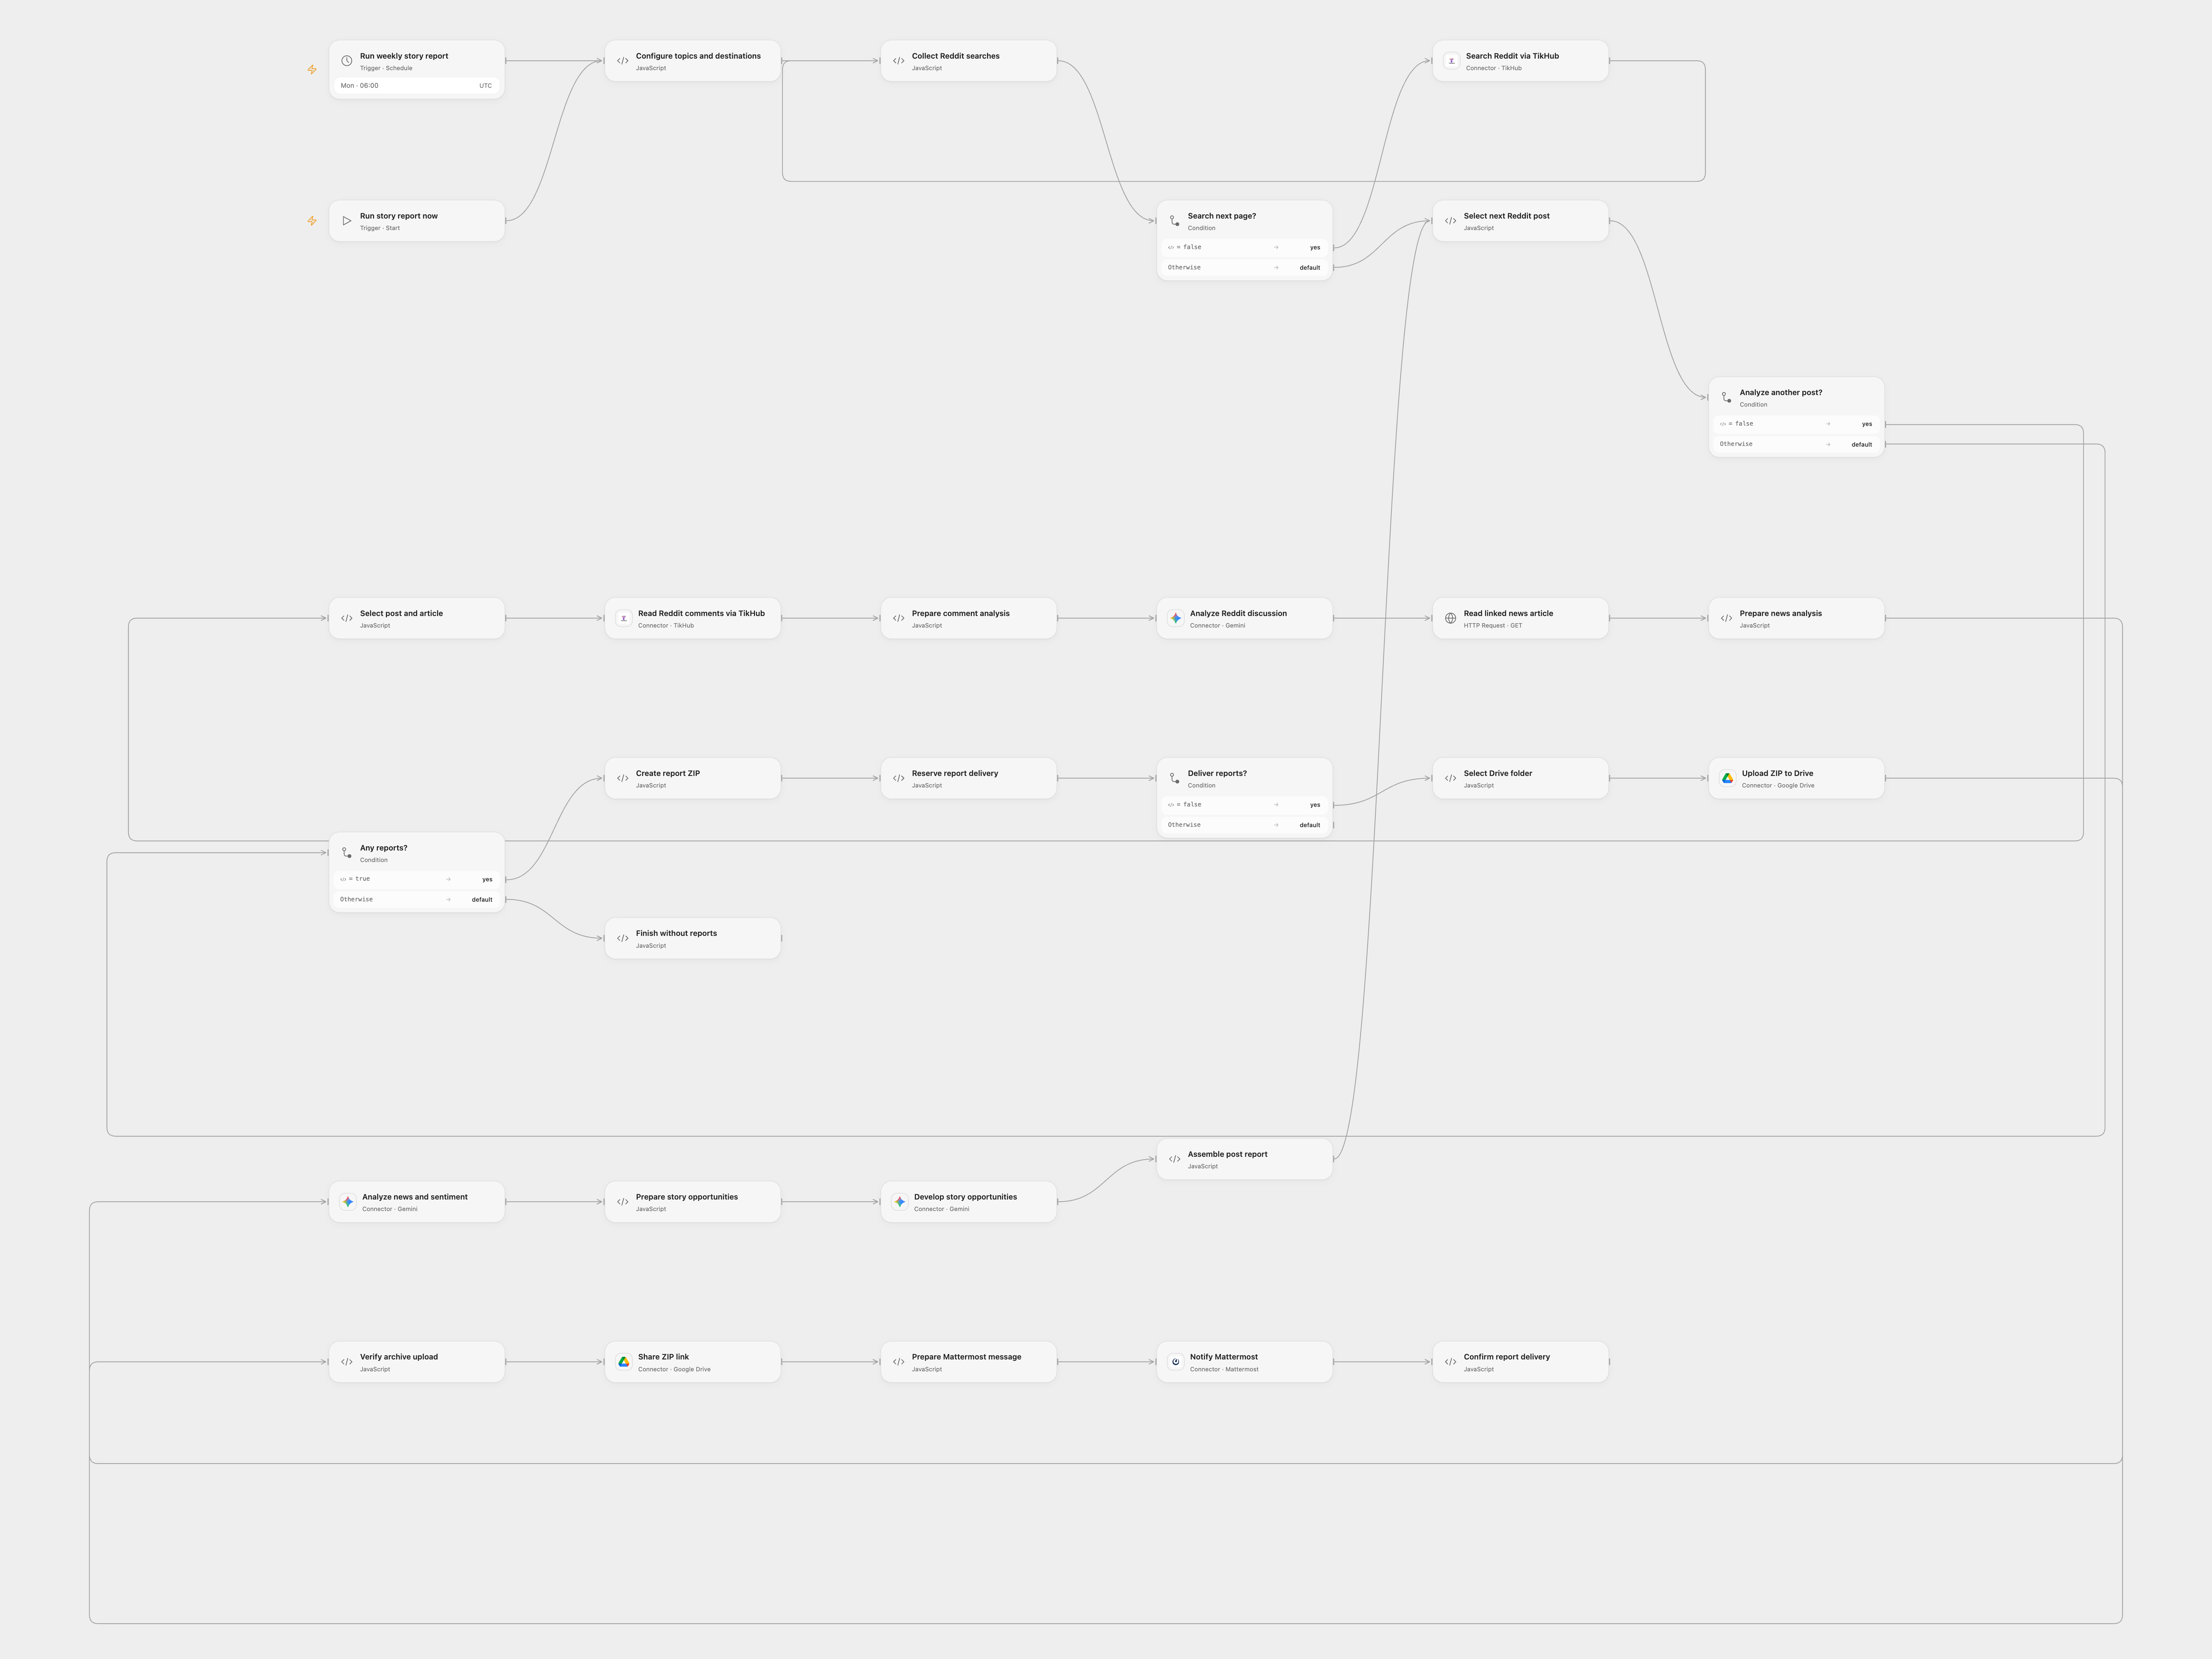 Run weekly story report
Trigger · Schedule
Mon · 06:00 UTC
Configure topics and destinations
JavaScript
Collect Reddit searches
JavaScript
Search Reddit via TikHub
Connector · TikHub
Run story report now
Trigger · Start
Search next page?
Condition
</> = false → yes
Otherwise → default
Select next Reddit post
JavaScript
Analyze another post?
Condition
</> = false → yes
Otherwise → default
Select post and article
JavaScript
Read Reddit comments via TikHub
Connector · TikHub
Prepare comment analysis
JavaScript
Analyze Reddit discussion
Connector · Gemini
Read linked news article
HTTP Request · GET
Prepare news analysis
JavaScript
Create report ZIP
JavaScript
Reserve report delivery
JavaScript
Deliver reports?
Condition
</> = false → yes
Otherwise → default
Select Drive folder
JavaScript
Upload ZIP to Drive
Connector · Google Drive
Any reports?
Condition
</> = true → yes
Otherwise → default
Finish without reports
JavaScript
Assemble post report
JavaScript
Analyze news and sentiment
Connector · Gemini
Prepare story opportunities
JavaScript
Develop story opportunities
Connector · Gemini
Verify archive upload
JavaScript
Share ZIP link
Connector · Google Drive
Prepare Mattermost message
JavaScript
Notify Mattermost
Connector · Mattermost
Confirm report delivery
JavaScript